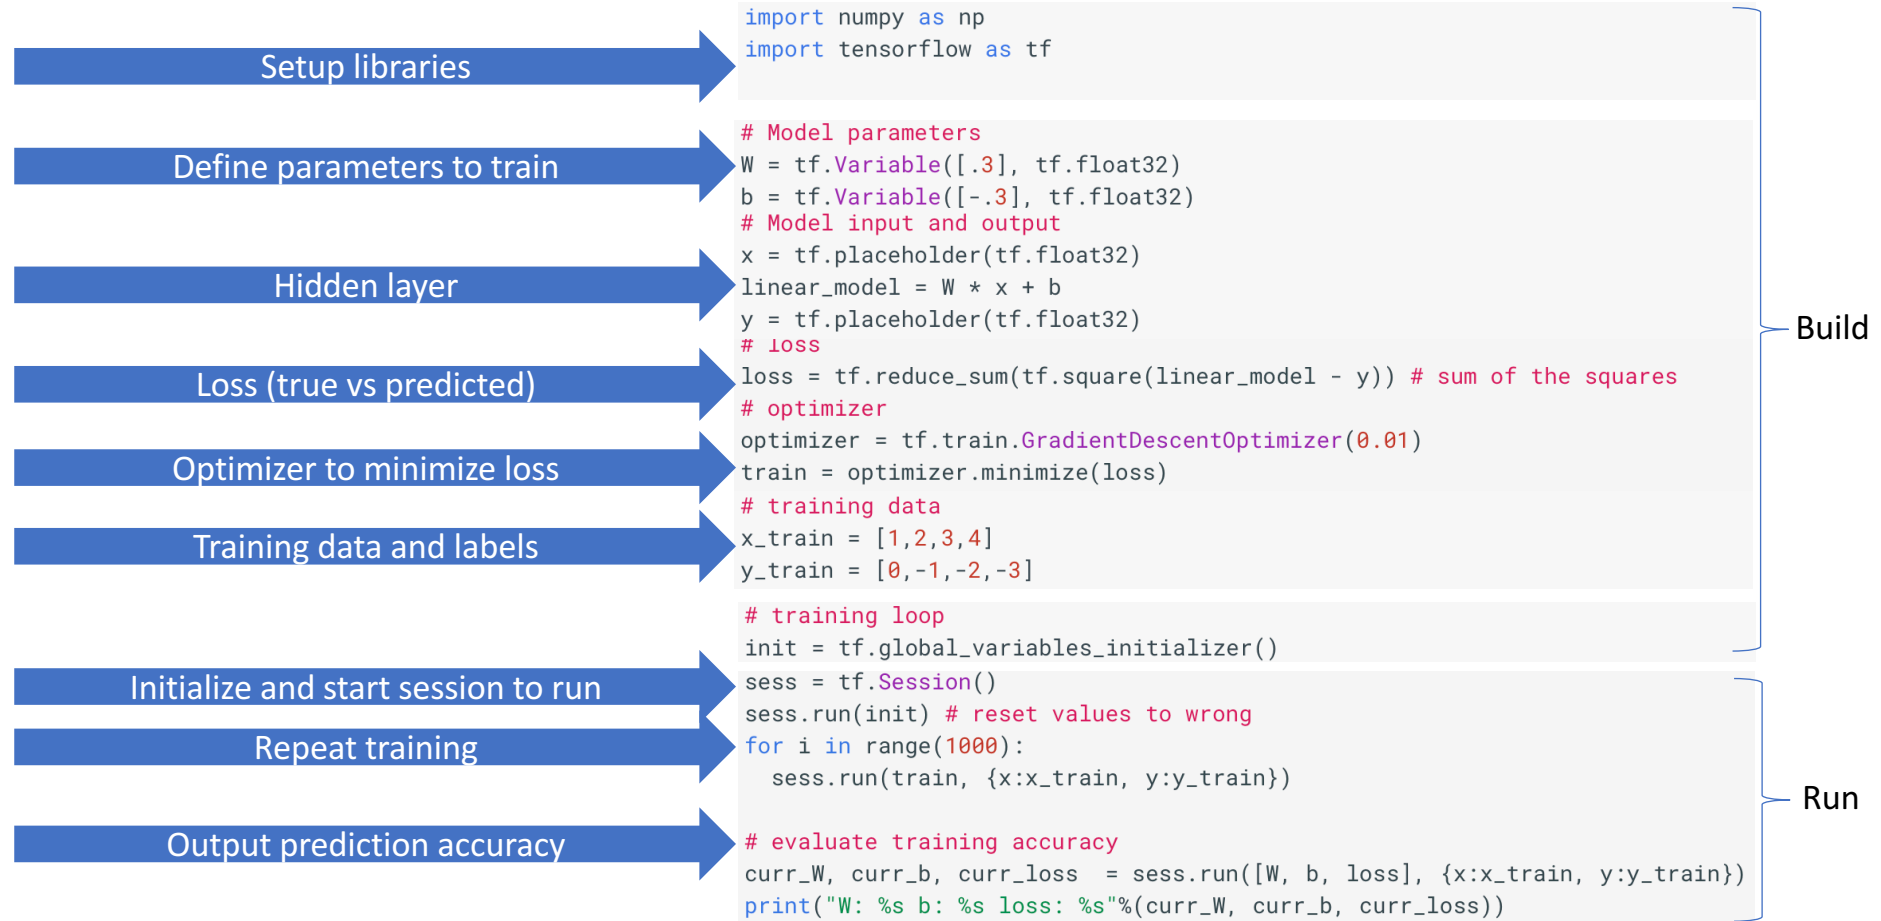 import numpy as np
import tensorflow as tf
Setup libraries
# Model parameters
Define parameters to train
W = tf.Variable([.3], tf.float32)
b = tf.Variable([-.3], tf.float32)
# Model input and output
x = tf.placeholder(tf.float32)
Hidden layer
linear_model = W * x + b
y = tf.placeholder(tf.float32)
Build
# loss
Loss (true vs predicted)
loss = tf.reduce_sum(tf.square(linear_model - y)) # sum of the squares
# optimizer
optimizer = tf.train.GradientDescentOptimizer(0.01)
Optimizer to minimize loss
train = optimizer.minimize(loss)
# training data
Training data and labels
x_train = [1,2,3,4]
y_train = [0,-1,-2,-3]
# training loop
init = tf.global_variables_initializer()
Initialize and start session to run
sess = tf.Session()
sess.run(init) # reset values to wrong
Repeat training
for i in range(1000):
  sess.run(train, {x:x_train, y:y_train})
Run
Output prediction accuracy
# evaluate training accuracy
curr_W, curr_b, curr_loss  = sess.run([W, b, loss], {x:x_train, y:y_train})
print("W: %s b: %s loss: %s"%(curr_W, curr_b, curr_loss))